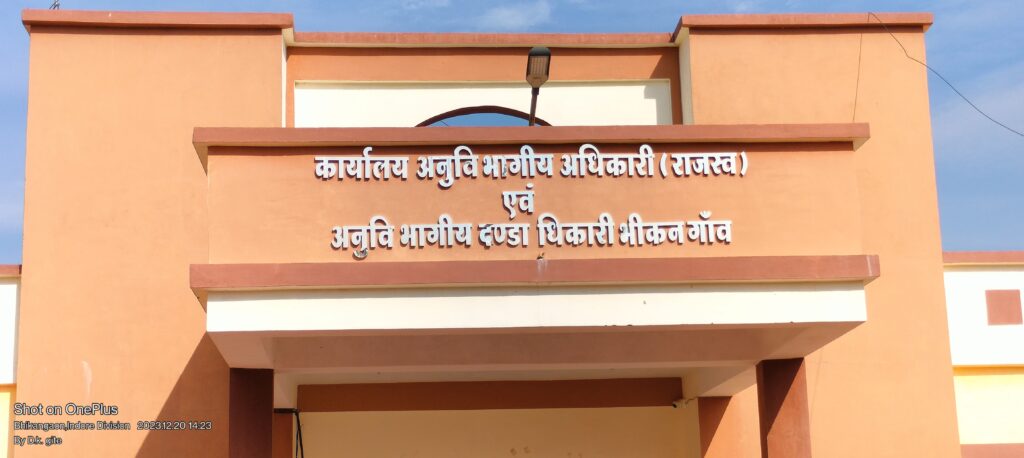 कार्यालय अनुविभागीय अधिकारी (राजस्व)
एवं
अनुविभागीय दण्डाधिकारी भीकनगाँव
Shot on OnePlus
Bhikangaon,Indore Division 2023.12.20 14:23
By D.k. gite